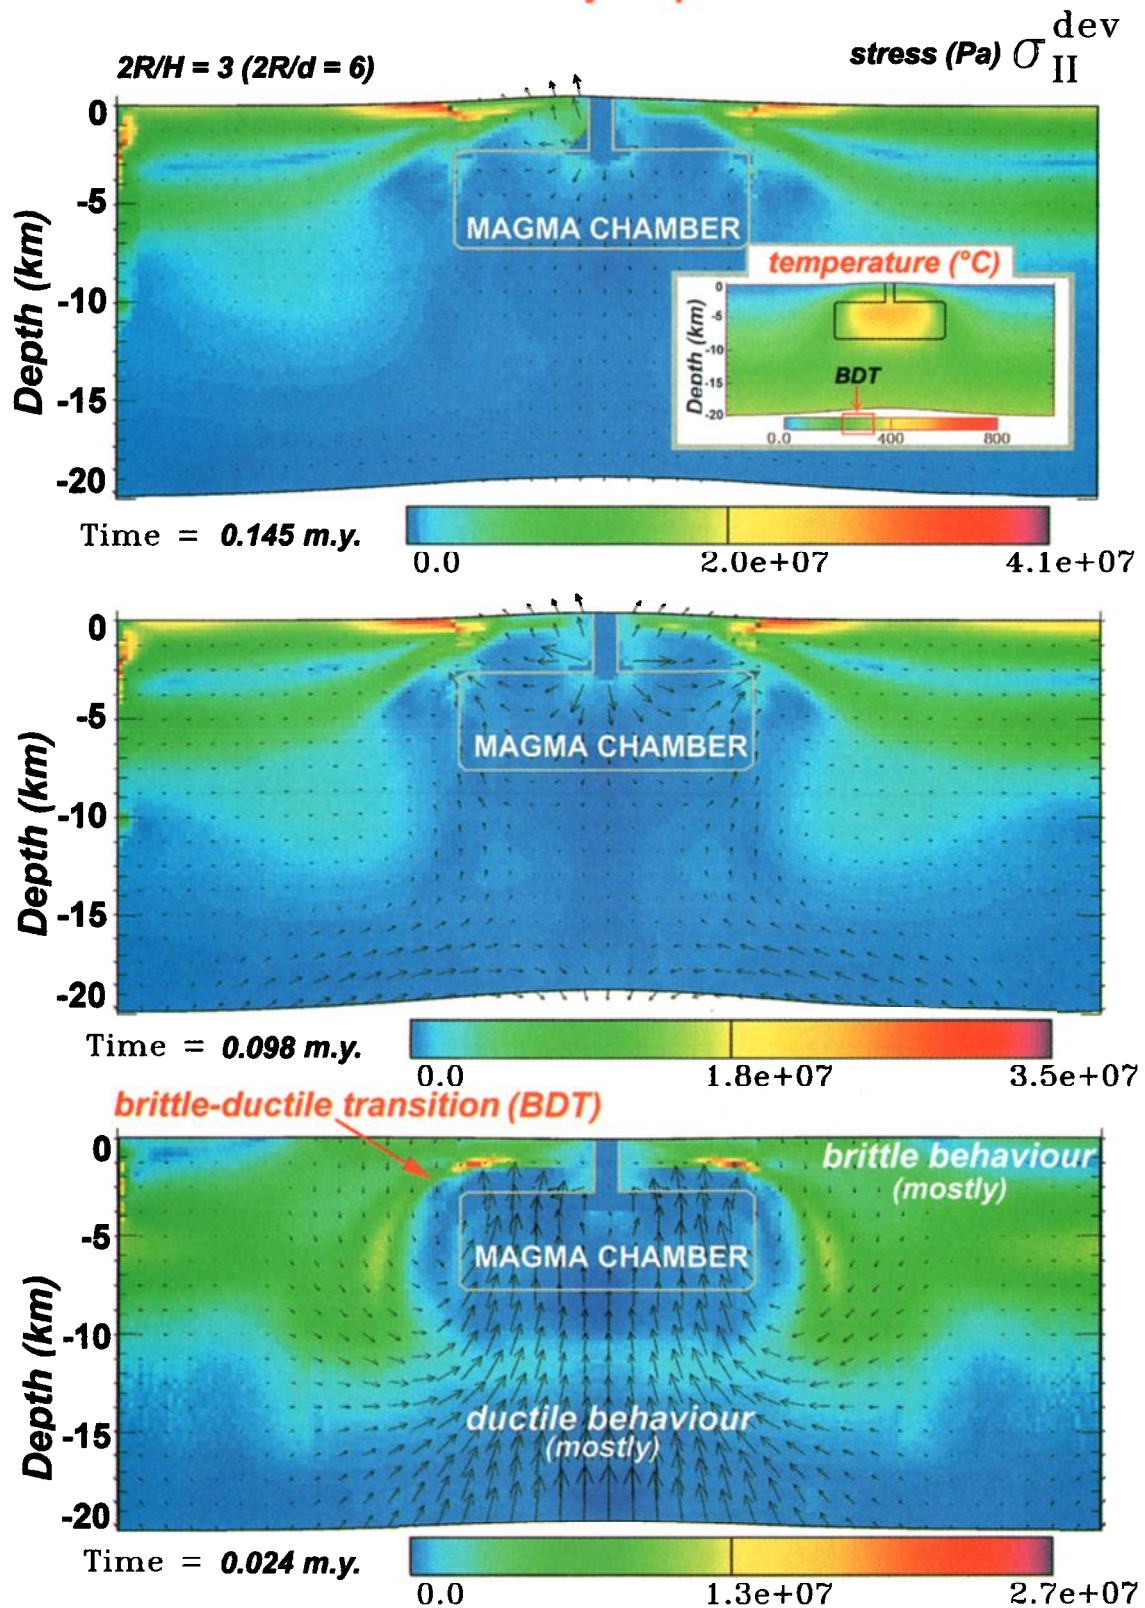 2R/H = 3 (2R/d = 6)
stress (Pa) σ II dev
0
-5
-10
-15
-20
Depth (km)
MAGMA CHAMBER
temperature (°C)
0
-5
-10
-15
-20
Depth (km)
BDT
0.0 400 800
Time = 0.145 m.y.
0.0 2.0e+07 4.1e+07
0
-5
-10
-15
-20
Depth (km)
MAGMA CHAMBER
Time = 0.098 m.y.
0.0 1.8e+07 3.5e+07
brittle-ductile transition (BDT)
0
-5
-10
-15
-20
Depth (km)
brittle behaviour
(mostly)
MAGMA CHAMBER
ductile behaviour
(mostly)
Time = 0.024 m.y.
0.0 1.3e+07 2.7e+07